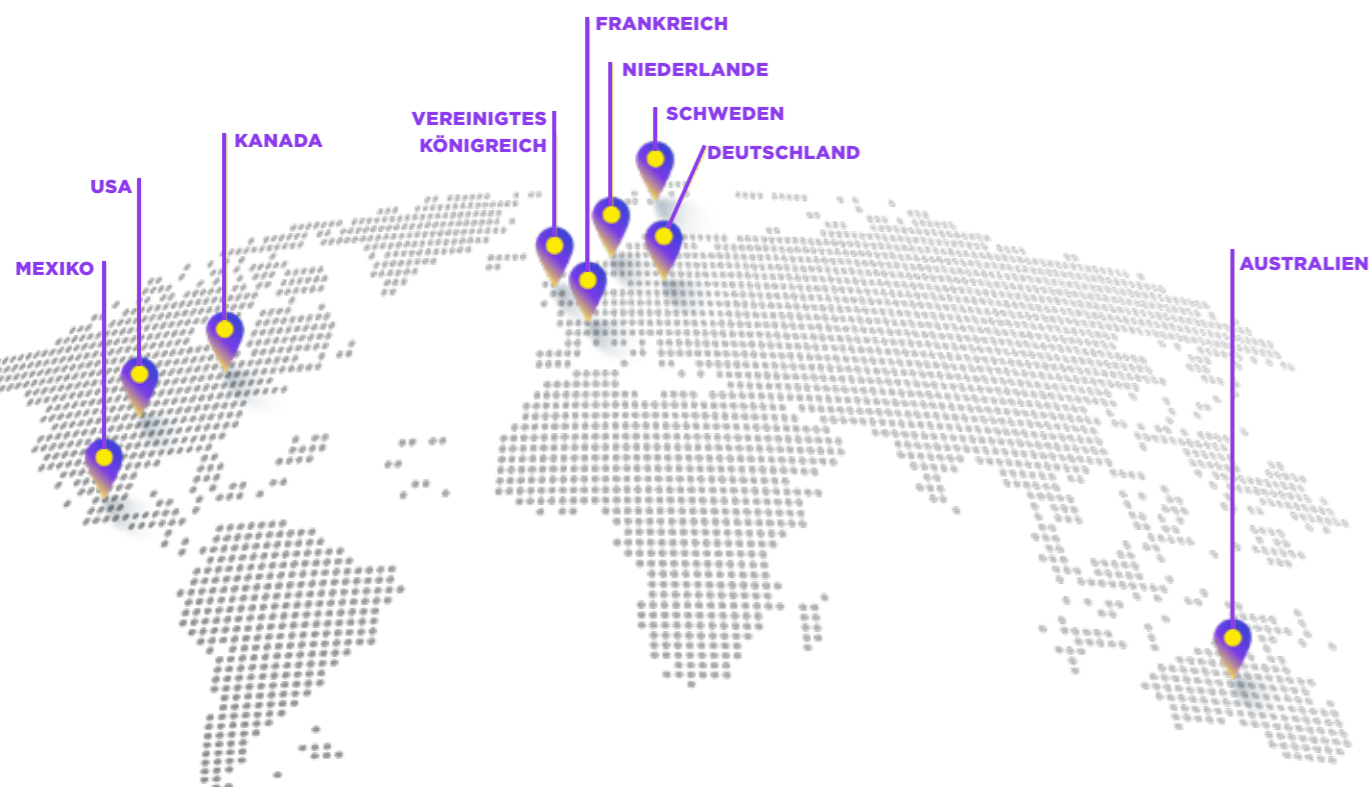 FRANKREICH
NIEDERLANDE
SCHWEDEN
VEREINIGTES
KÖNIGREICH
KANADA
DEUTSCHLAND
USA
MEXIKO
AUSTRALIEN